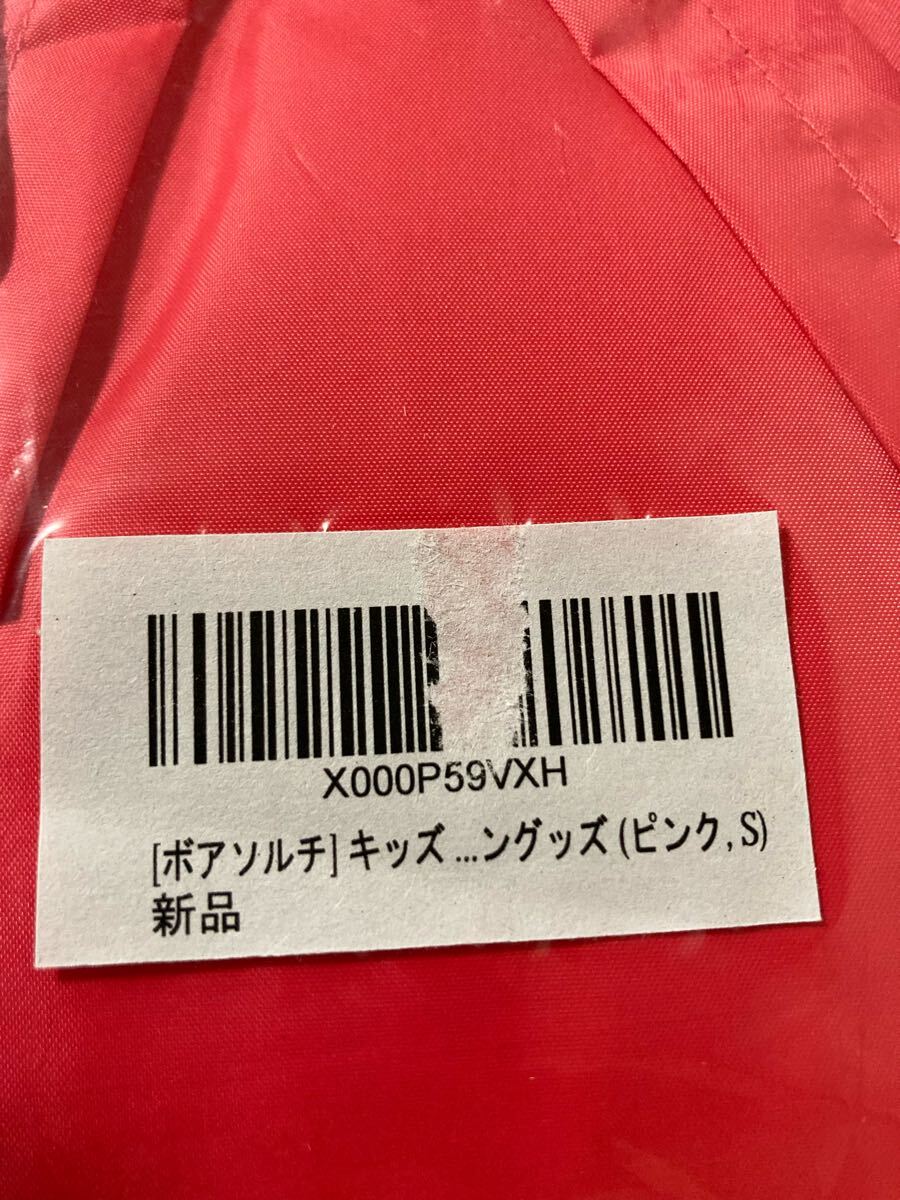 X000P59VXH
[ボアソルチ] キッズ ...ングッズ (ピンク, S)
新品